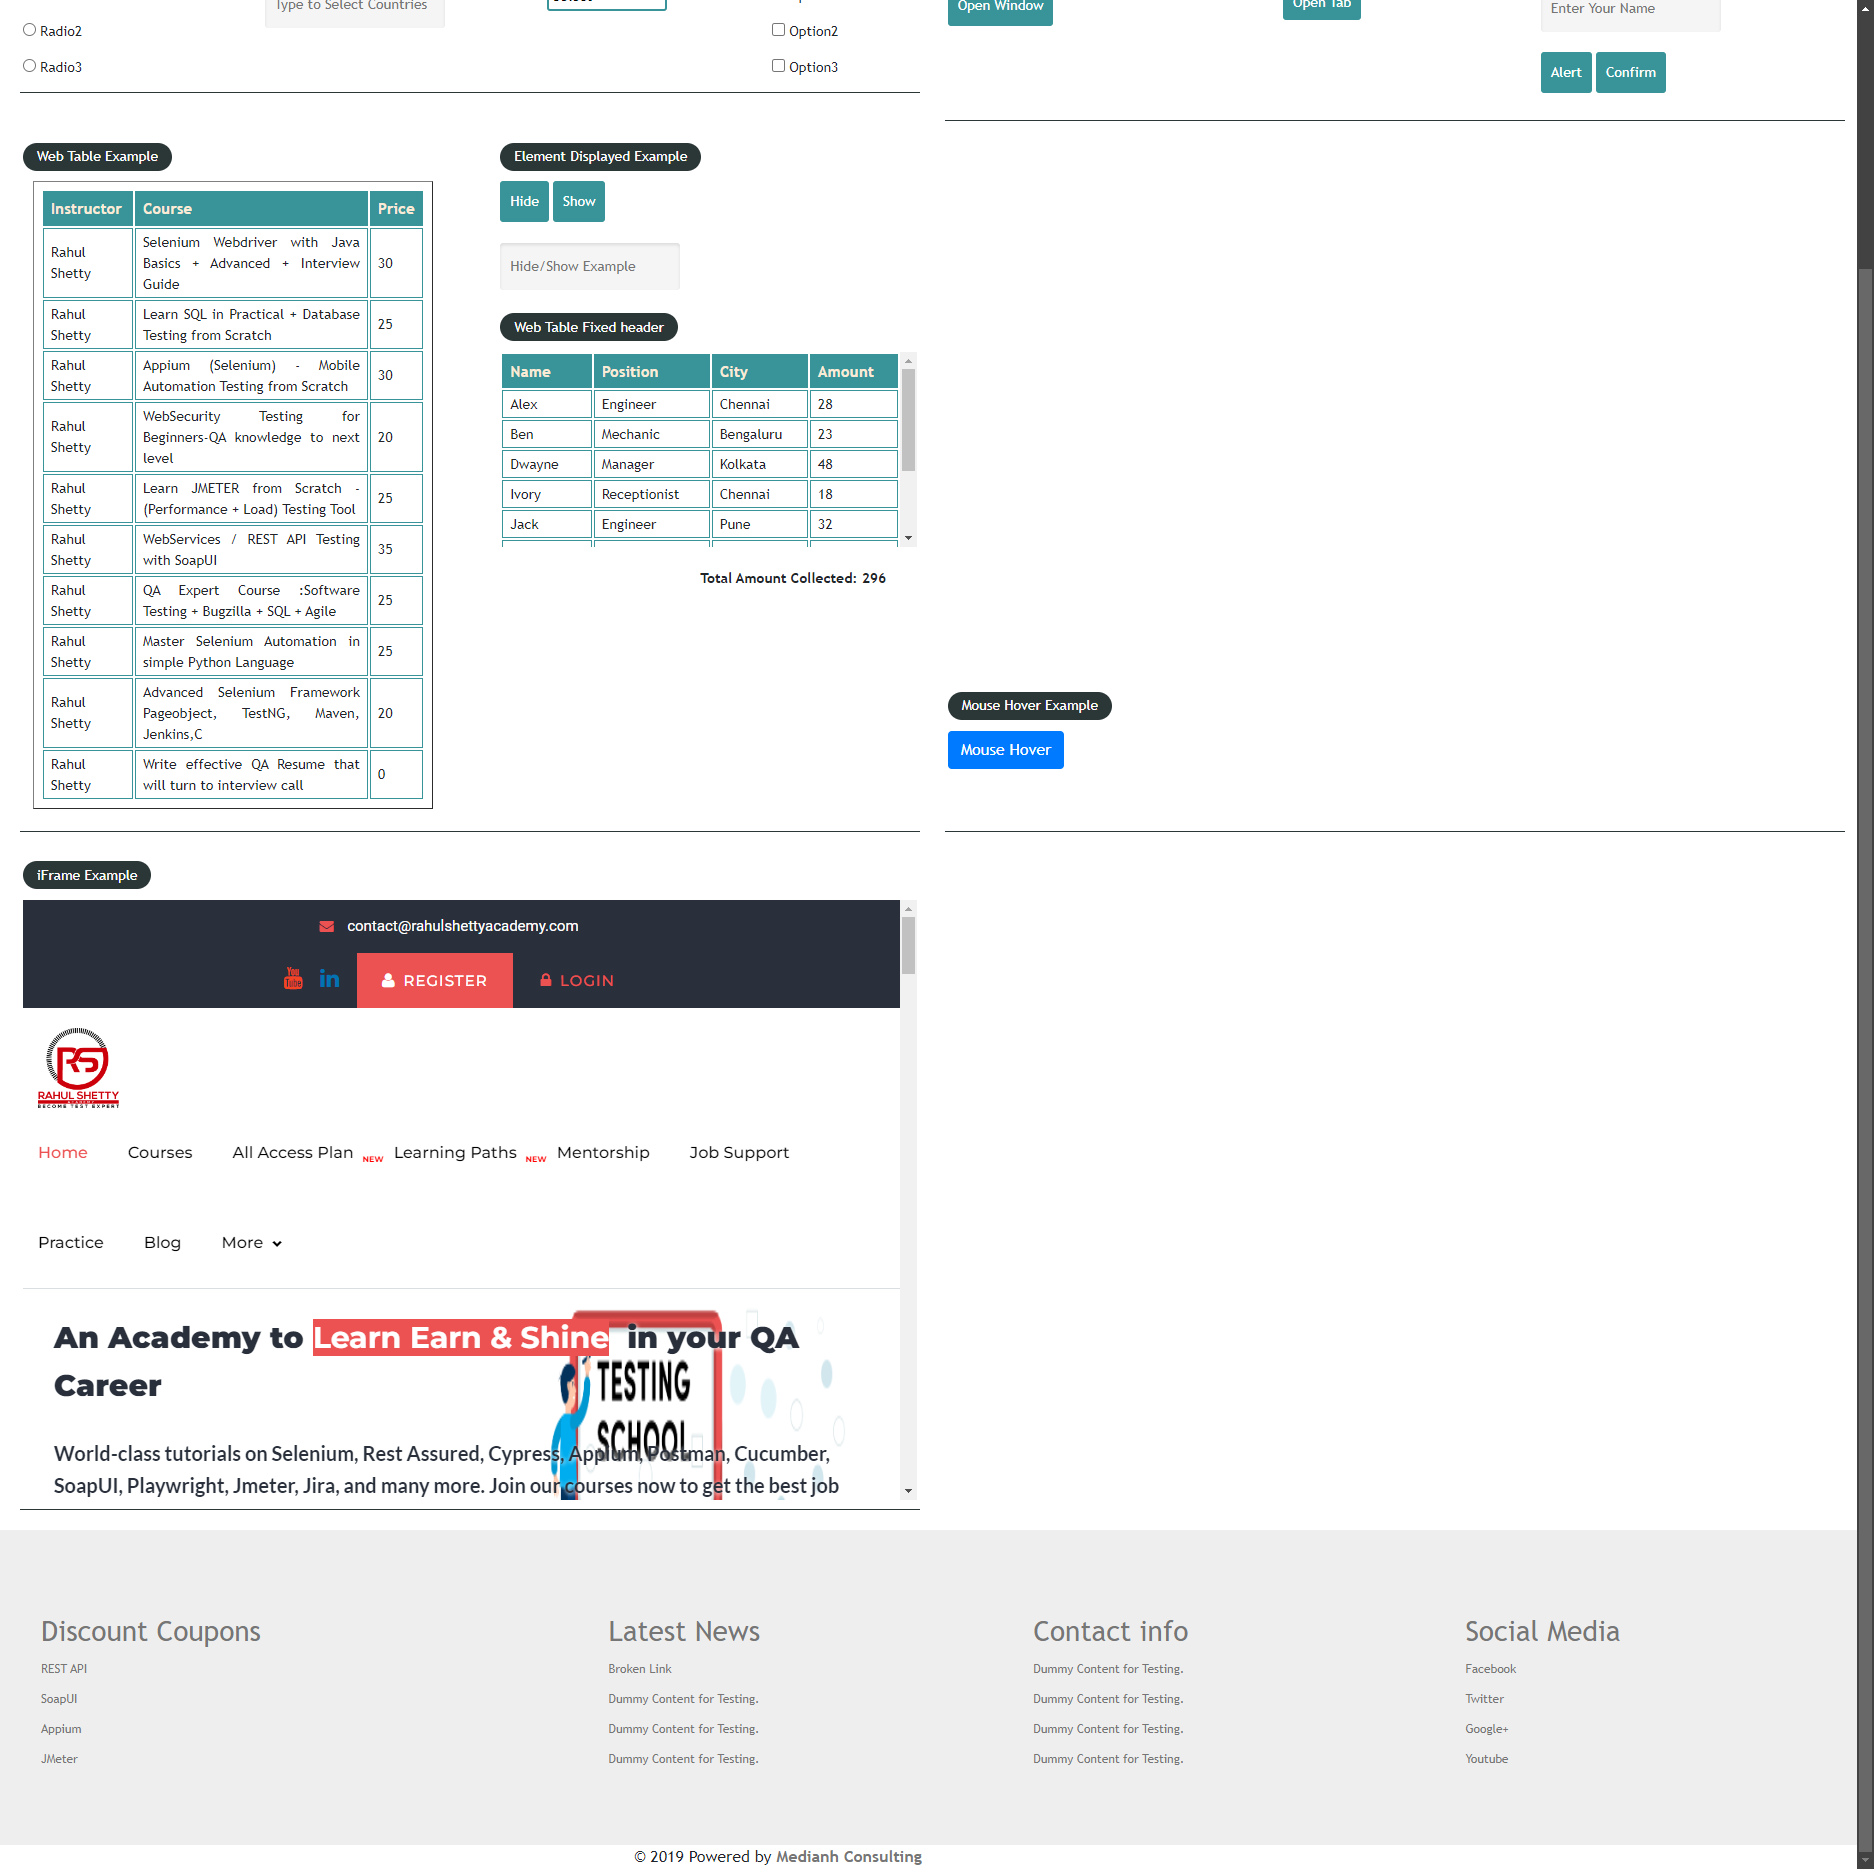 Type to Select Countries
Radio2
Option2
Radio3
Option3
Open Window
Open Tab
Enter Your Name
Alert
Confirm
Web Table Example
Instructor Course Price
Rahul Shetty Selenium Webdriver with Java Basics + Advanced + Interview Guide 30
Rahul Shetty Learn SQL in Practical + Database Testing from Scratch 25
Rahul Shetty Appium (Selenium) - Mobile Automation Testing from Scratch 30
Rahul Shetty WebSecurity Testing for Beginners-QA knowledge to next level 20
Rahul Shetty Learn JMETER from Scratch - (Performance + Load) Testing Tool 25
Rahul Shetty WebServices / REST API Testing with SoapUI 35
Rahul Shetty QA Expert Course :Software Testing + Bugzilla + SQL + Agile 25
Rahul Shetty Master Selenium Automation in simple Python Language 25
Rahul Shetty Advanced Selenium Framework Pageobject, TestNG, Maven, Jenkins,C 20
Rahul Shetty Write effective QA Resume that will turn to interview call 0
Element Displayed Example
Hide
Show
Hide/Show Example
Web Table Fixed header
Name Position City Amount
Alex Engineer Chennai 28
Ben Mechanic Bengaluru 23
Dwayne Manager Kolkata 48
Ivory Receptionist Chennai 18
Jack Engineer Pune 32
Total Amount Collected: 296
Mouse Hover Example
Mouse Hover
iFrame Example
contact@rahulshettyacademy.com
You Tube
in
REGISTER
LOGIN
RS
RAHUL SHETTY
ACADEMY
BECOME TEST EXPERT
Home Courses All Access Plan NEW Learning Paths NEW Mentorship Job Support
Practice Blog More
An Academy to Learn Earn & Shine in your QA
Career
TESTING
SCHOOL
World-class tutorials on Selenium, Rest Assured, Cypress, Appium, Postman, Cucumber,
SoapUI, Playwright, Jmeter, Jira, and many more. Join our courses now to get the best job
Discount Coupons
REST API
SoapUI
Appium
JMeter
Latest News
Broken Link
Dummy Content for Testing.
Dummy Content for Testing.
Dummy Content for Testing.
Contact info
Dummy Content for Testing.
Dummy Content for Testing.
Dummy Content for Testing.
Dummy Content for Testing.
Social Media
Facebook
Twitter
Google+
Youtube
© 2019 Powered by Medianh Consulting